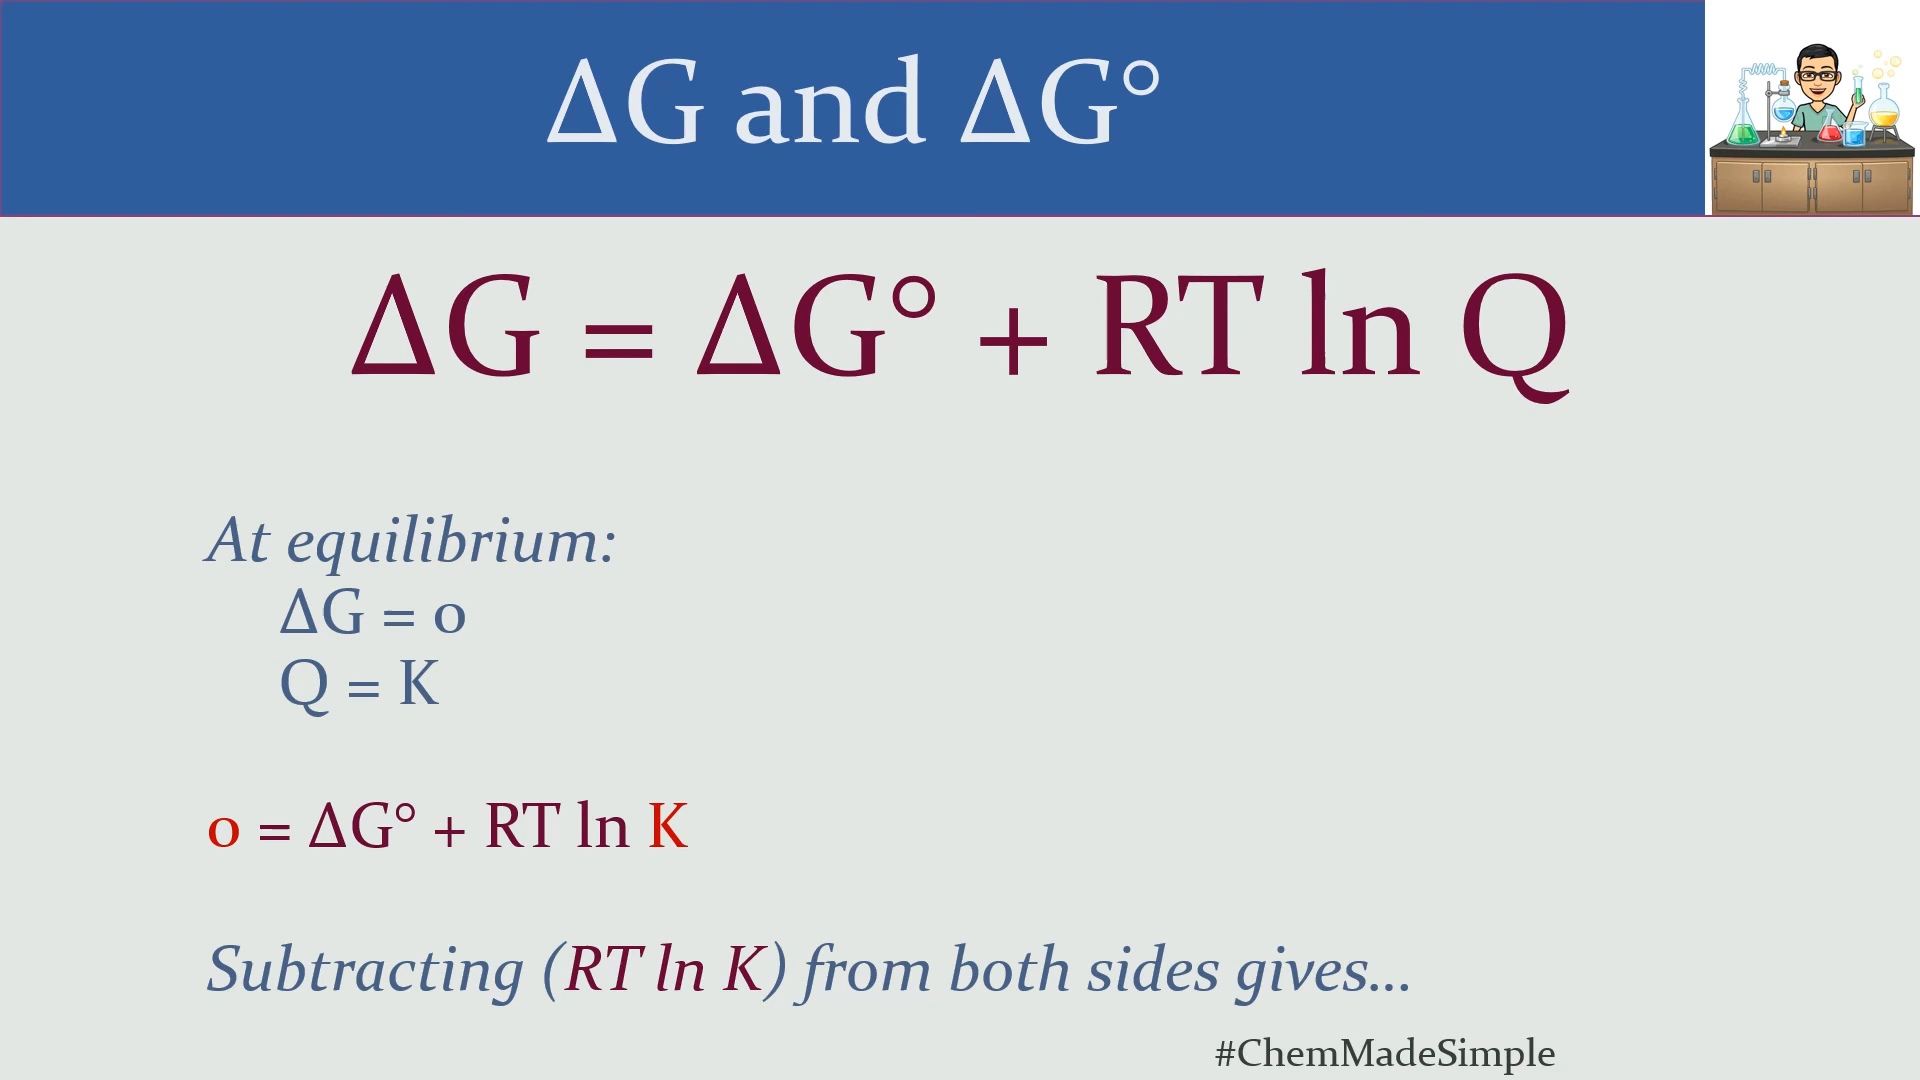 ΔG and ΔG°
ΔG = ΔG° + RT ln Q
At equilibrium:
ΔG = 0
Q = K
0 = ΔG° + RT ln K
Subtracting (RT ln K) from both sides gives...
#ChemMadeSimple